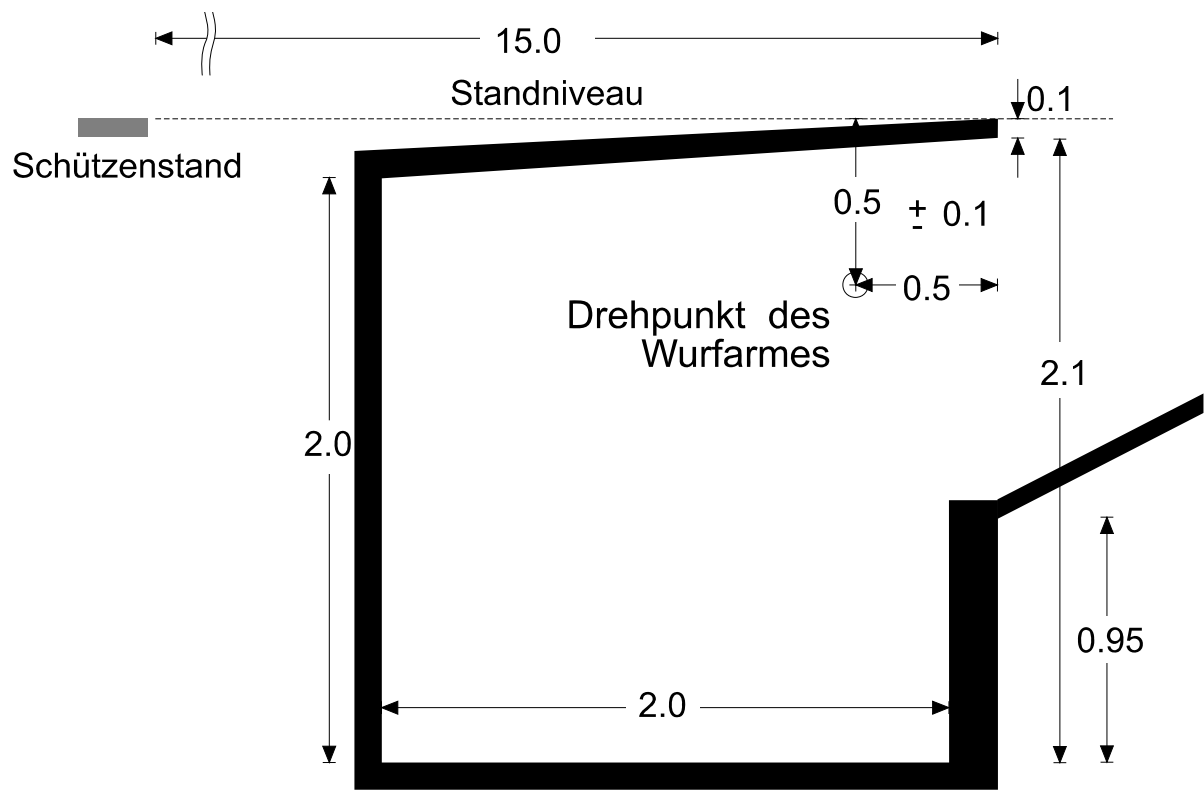 15.0
Standniveau
0.1
Schützenstand
0.5 ± 0.1
0.5
Drehpunkt des
Wurfarmes
2.1
2.0
0.95
2.0